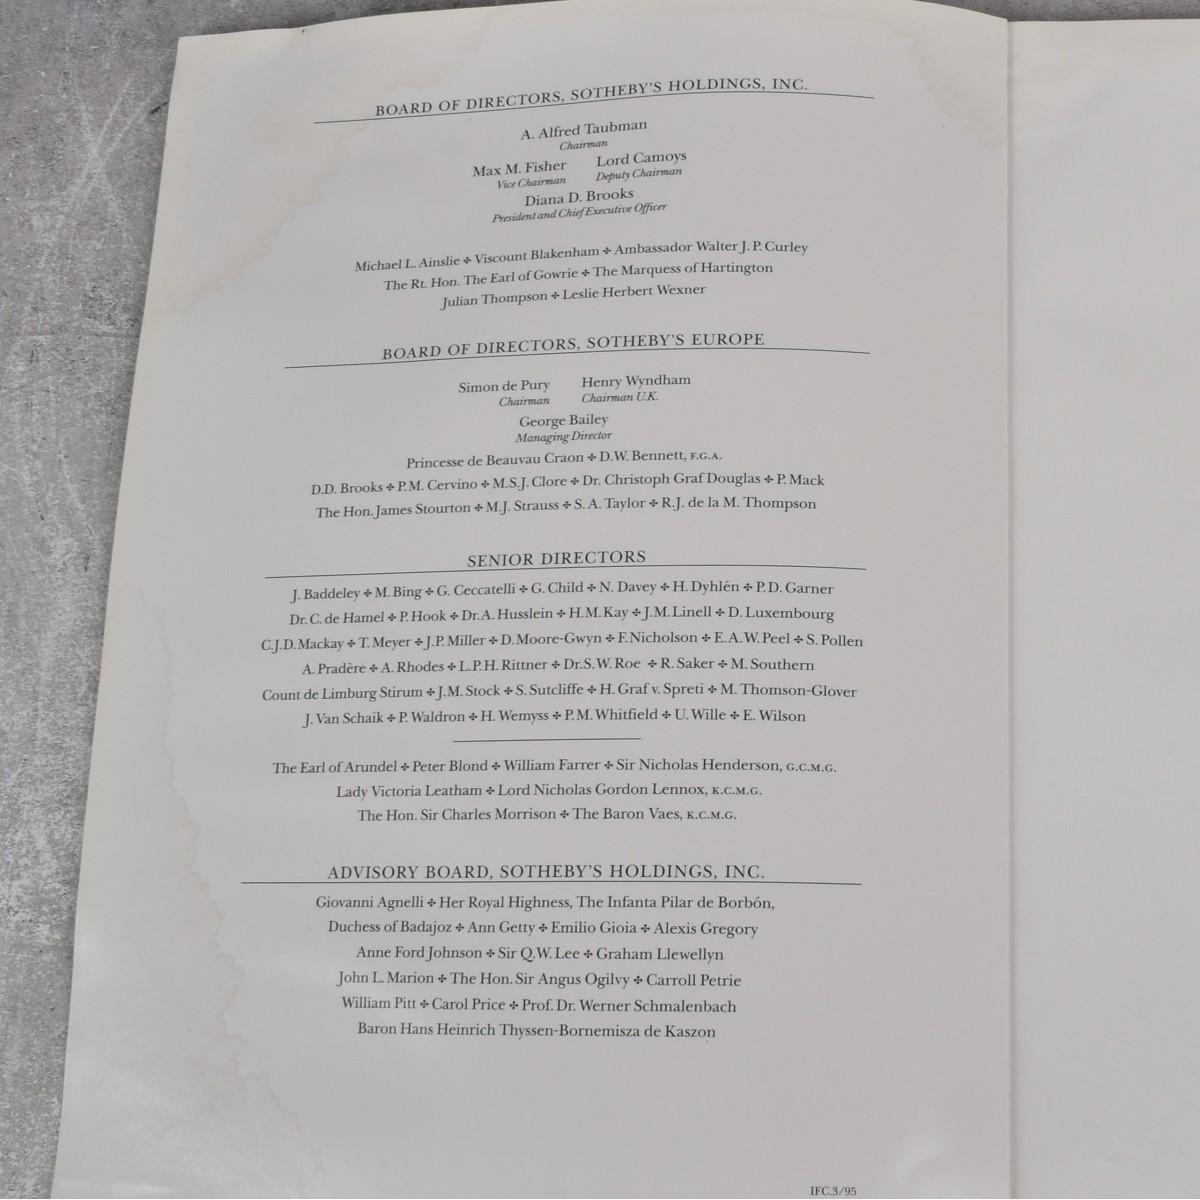 BOARD OF DIRECTORS, SOTHEBY'S HOLDINGS, INC.
A. Alfred Taubman
Chairman
Max M. Fisher Lord Camoys
Vice Chairman Deputy Chairman
Diana D. Brooks
President and Chief Executive Officer
Michael L. Ainslie ✤ Viscount Blakenham ✤ Ambassador Walter J. P. Curley
The Rt. Hon. The Earl of Gowrie ✤ The Marquess of Hartington
Julian Thompson ✤ Leslie Herbert Wexner
BOARD OF DIRECTORS, SOTHEBY'S EUROPE
Simon de Pury Henry Wyndham
Chairman Chairman U.K.
George Bailey
Managing Director
Princesse de Beauvau Craon ✤ D.W. Bennett, F.G.A.
D.D. Brooks ✤ P.M. Cervino ✤ M.S.J. Clore ✤ Dr. Christoph Graf Douglas ✤ P. Mack
The Hon. James Stourton ✤ M.J. Strauss ✤ S. A. Taylor ✤ R.J. de la M. Thompson
SENIOR DIRECTORS
J. Baddeley ✤ M. Bing ✤ G. Ceccatelli ✤ G. Child ✤ N. Davey ✤ H. Dyhlén ✤ P.D. Garner
Dr. C. de Hamel ✤ P. Hook ✤ Dr. A. Husslein ✤ H.M. Kay ✤ J.M. Linell ✤ D. Luxembourg
C.J.D. Mackay ✤ T. Meyer ✤ J.P. Miller ✤ D. Moore-Gwyn ✤ F. Nicholson ✤ E.A.W. Peel ✤ S. Pollen
A. Pradère ✤ A. Rhodes ✤ L.P.H. Rittner ✤ Dr. S.W. Roe ✤ R. Saker ✤ M. Southern
Count de Limburg Stirum ✤ J.M. Stock ✤ S. Sutcliffe ✤ H. Graf v. Spreti ✤ M. Thomson-Glover
J. Van Schaik ✤ P. Waldron ✤ H. Wemyss ✤ P.M. Whitfield ✤ U. Wille ✤ E. Wilson
The Earl of Arundel ✤ Peter Blond ✤ William Farrer ✤ Sir Nicholas Henderson, G.C.M.G.
Lady Victoria Leatham ✤ Lord Nicholas Gordon Lennox, K.C.M.G.
The Hon. Sir Charles Morrison ✤ The Baron Vaes, K.C.M.G.
ADVISORY BOARD, SOTHEBY'S HOLDINGS, INC.
Giovanni Agnelli ✤ Her Royal Highness, The Infanta Pilar de Borbón,
Duchess of Badajoz ✤ Ann Getty ✤ Emilio Gioia ✤ Alexis Gregory
Anne Ford Johnson ✤ Sir Q.W. Lee ✤ Graham Llewellyn
John L. Marion ✤ The Hon. Sir Angus Ogilvy ✤ Carroll Petrie
William Pitt ✤ Carol Price ✤ Prof. Dr. Werner Schmalenbach
Baron Hans Heinrich Thyssen-Bornemisza de Kaszon
IFC.3/95